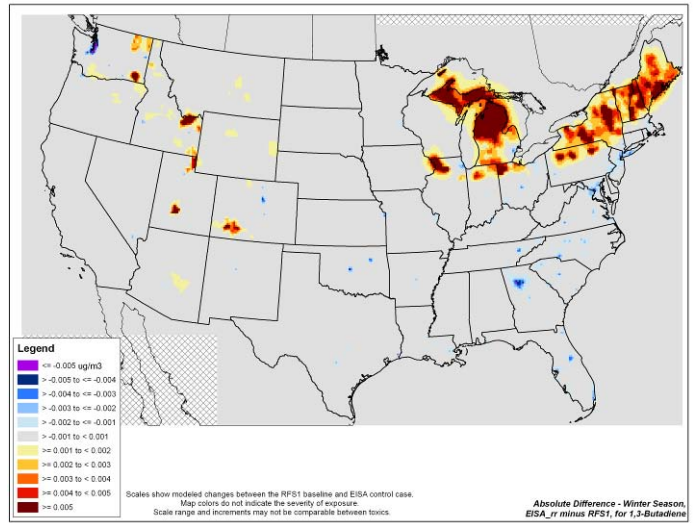 Legend
<= -0.005 ug/m3
> -0.005 to <= -0.004
> -0.004 to <= -0.003
> -0.003 to <= -0.002
> -0.002 to <= -0.001
> -0.001 to < 0.001
>= 0.001 to < 0.002
>= 0.002 to < 0.003
>= 0.003 to < 0.004
>= 0.004 to < 0.005
>= 0.005
Scales show modeled changes between the RFS1 baseline and EISA control case.
Map colors do not indicate the severity of exposure.
Scale range and increments may not be comparable between toxics.
Absolute Difference - Winter Season,
EISA_rr minus RFS1, for 1,3-Butadiene